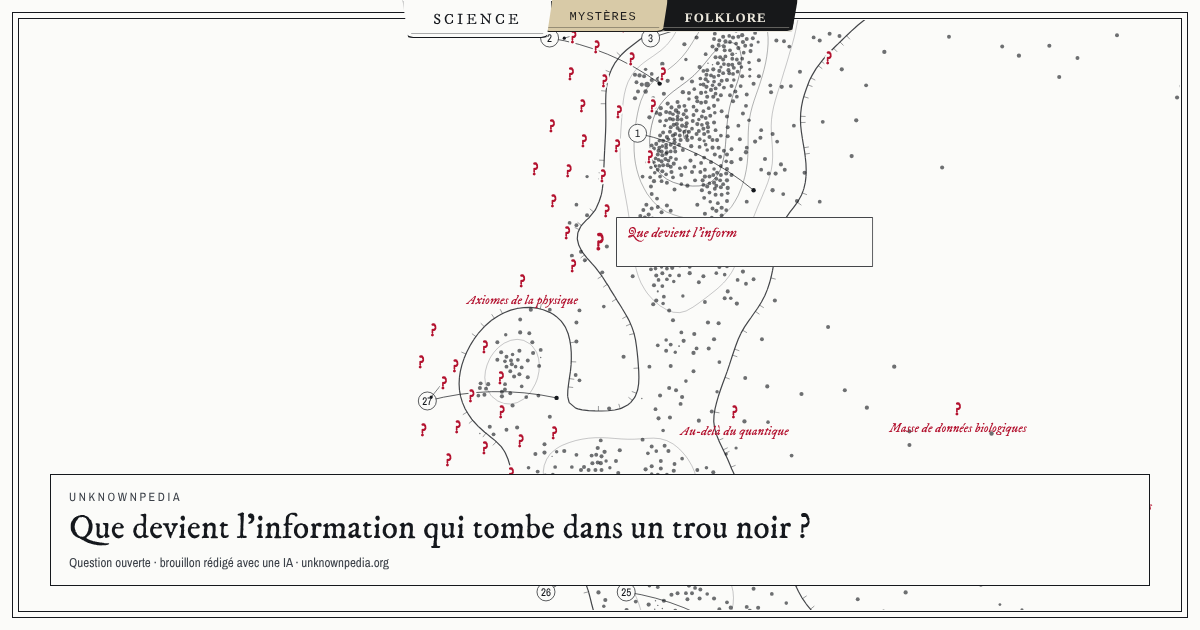 SCIENCE
MYSTÈRES
FOLKLORE
2
3
?
1
Que devient l'inform
Axiomes de la physique
27
Au-delà du quantique
Masse de données biologiques
UNKNOWNPEDIA
Que devient l'information qui tombe dans un trou noir ?
Question ouverte · brouillon rédigé avec une IA · unknownpedia.org
26
25